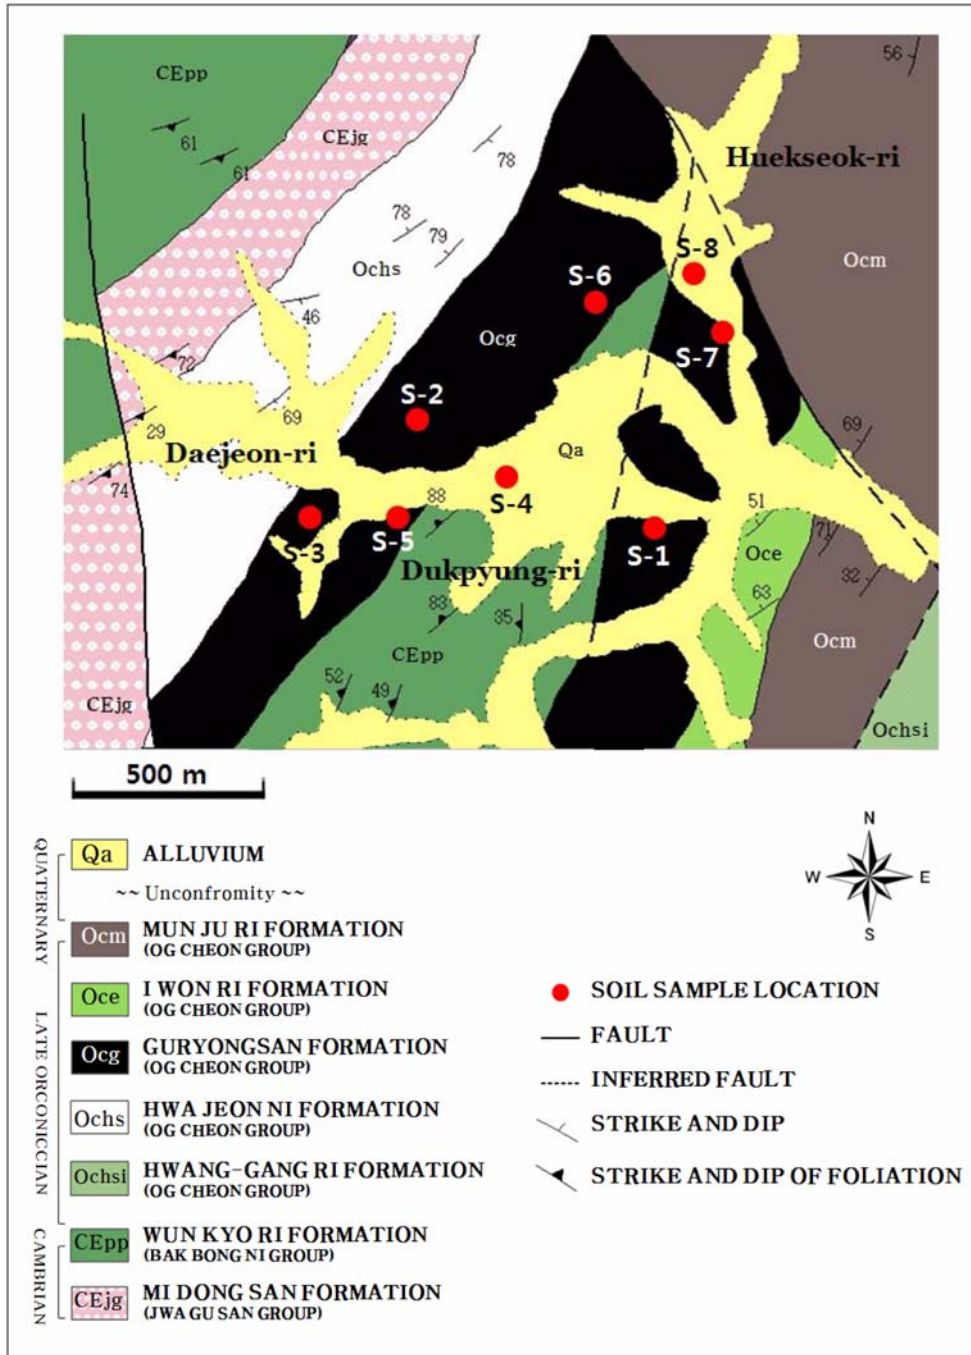 56
CEpp
61
CEjg
Huekseok-ri
78
61
78
79
S-8
Ochs
S-6
Ocm
46
Ocg
72
S-7
S-2
69
29
69
Daejeon-ri
Qa
74
88
S-4
51
71
S-3
S-5
S-1
Oce
Dukpyung-ri
32
83
35
63
CEpp
Ocm
52
49
CEjg
Ochsi
500 m
QUATERNARY
Qa ALLUVIUM
~~ Unconfromity ~~
N
W E
S
LATE ORCONICCIAN
Ocm MUN JU RI FORMATION
(OG CHEON GROUP)
Oce I WON RI FORMATION
(OG CHEON GROUP)
Ocg GURYONGSAN FORMATION
(OG CHEON GROUP)
Ochs HWA JEON NI FORMATION
(OG CHEON GROUP)
Ochsi HWANG-GANG RI FORMATION
(OG CHEON GROUP)
CAMBRIAN
CEpp WUN KYO RI FORMATION
(BAK BONG NI GROUP)
CEjg MI DONG SAN FORMATION
(JWA GU SAN GROUP)
SOIL SAMPLE LOCATION
FAULT
INFERRED FAULT
STRIKE AND DIP
STRIKE AND DIP OF FOLIATION